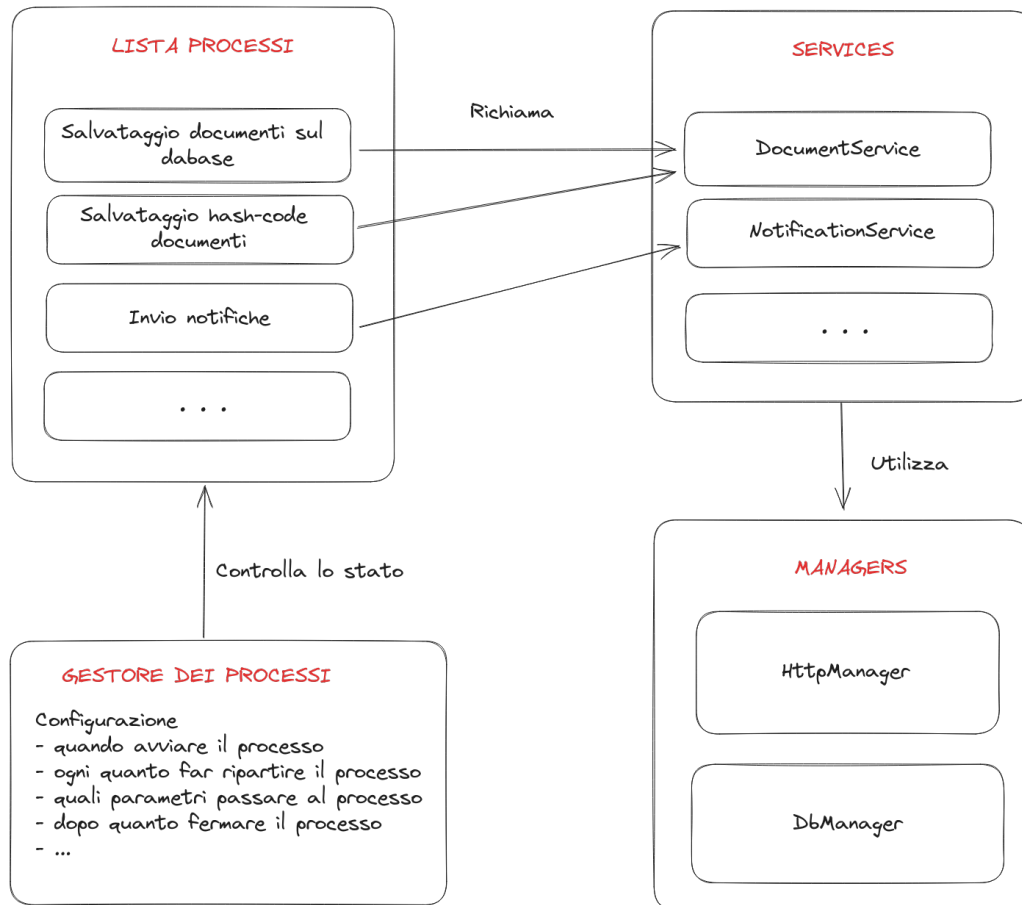 LISTA PROCESSI
Salvataggio documenti sul
dabase
Salvataggio hash-code
documenti
Invio notifiche
. . .
Richiama
SERVICES
DocumentService
NotificationService
. . .
Utilizza
Controlla lo stato
MANAGERS
HttpManager
DbManager
GESTORE DEI PROCESSI
Configurazione
- quando avviare il processo
- ogni quanto far ripartire il processo
- quali parametri passare al processo
- dopo quanto fermare il processo
- ...